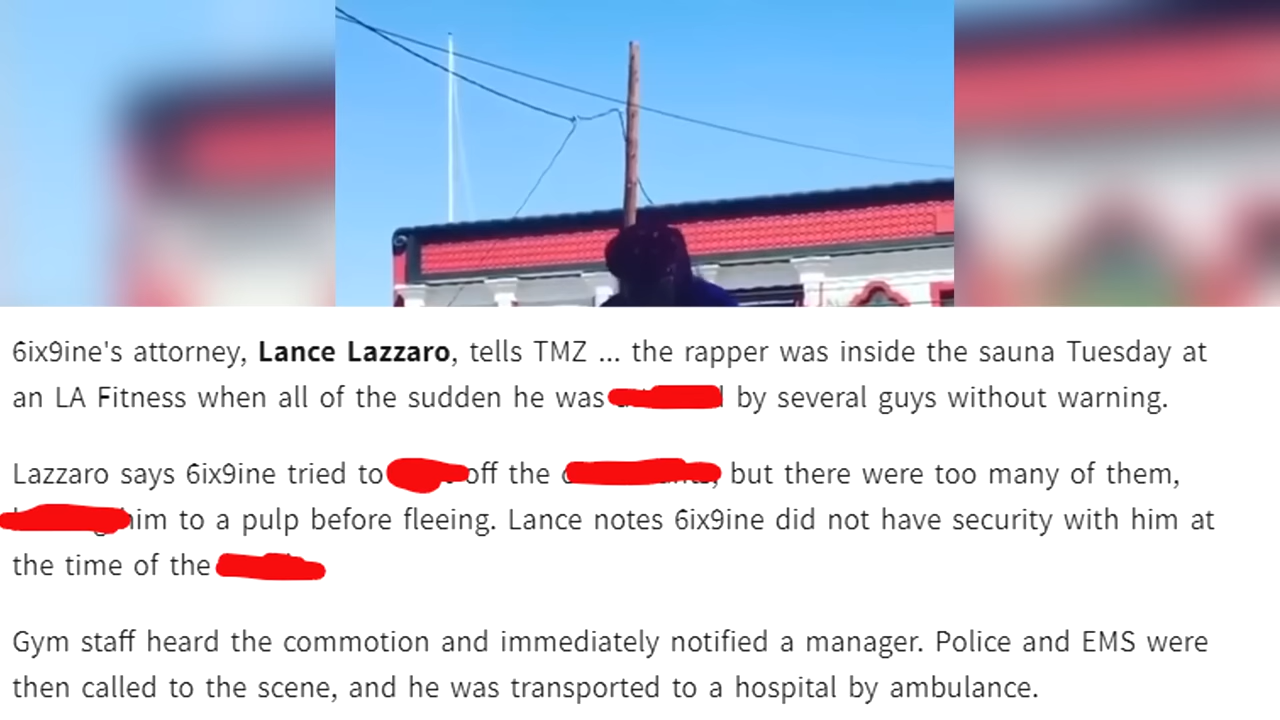 6ix9ine's attorney, Lance Lazzaro, tells TMZ ... the rapper was inside the sauna Tuesday at
an LA Fitness when all of the sudden he was by several guys without warning.
Lazzaro says 6ix9ine tried to off the but there were too many of them,
him to a pulp before fleeing. Lance notes 6ix9ine did not have security with him at
the time of the
Gym staff heard the commotion and immediately notified a manager. Police and EMS were
then called to the scene, and he was transported to a hospital by ambulance.